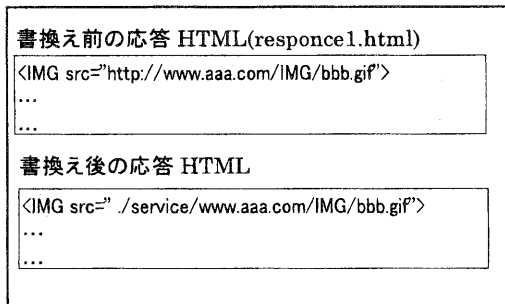 書換え前の応答 HTML(responce1.html)
<IMG src="http://www.aaa.com/IMG/bbb.gif">
...
...
書換え後の応答 HTML
<IMG src=" ./service/www.aaa.com/IMG/bbb.gif">
...
...